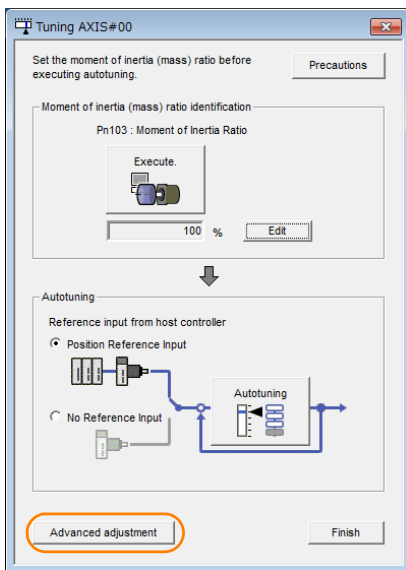 Tuning AXIS#00
Set the moment of inertia (mass) ratio before
executing autotuning.
Precautions
Moment of inertia (mass) ratio identification
Pn103 : Moment of Inertia Ratio
Execute.
100 %
Edit
Autotuning
Reference input from host controller
Position Reference Input
Autotuning
No Reference Input
Advanced adjustment
Finish